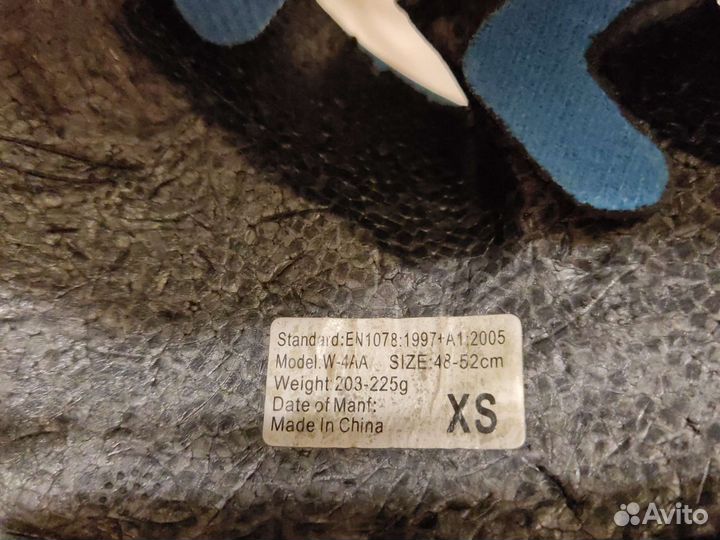 Standard:EN1078:1997+A1:2005
Model:W-4AA SIZE:48-52cm
Weight:203-225g
Date of Manf:
Made In China
XS
Avito